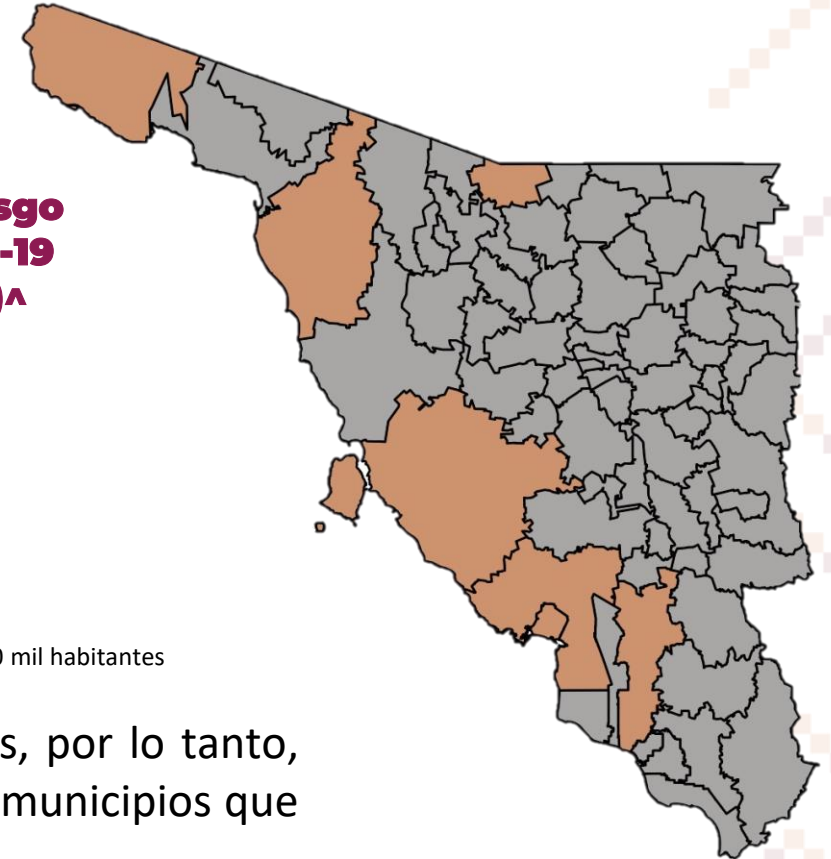 sgo
-19
)^
0 mil habitantes
s, por lo tanto,
municipios que